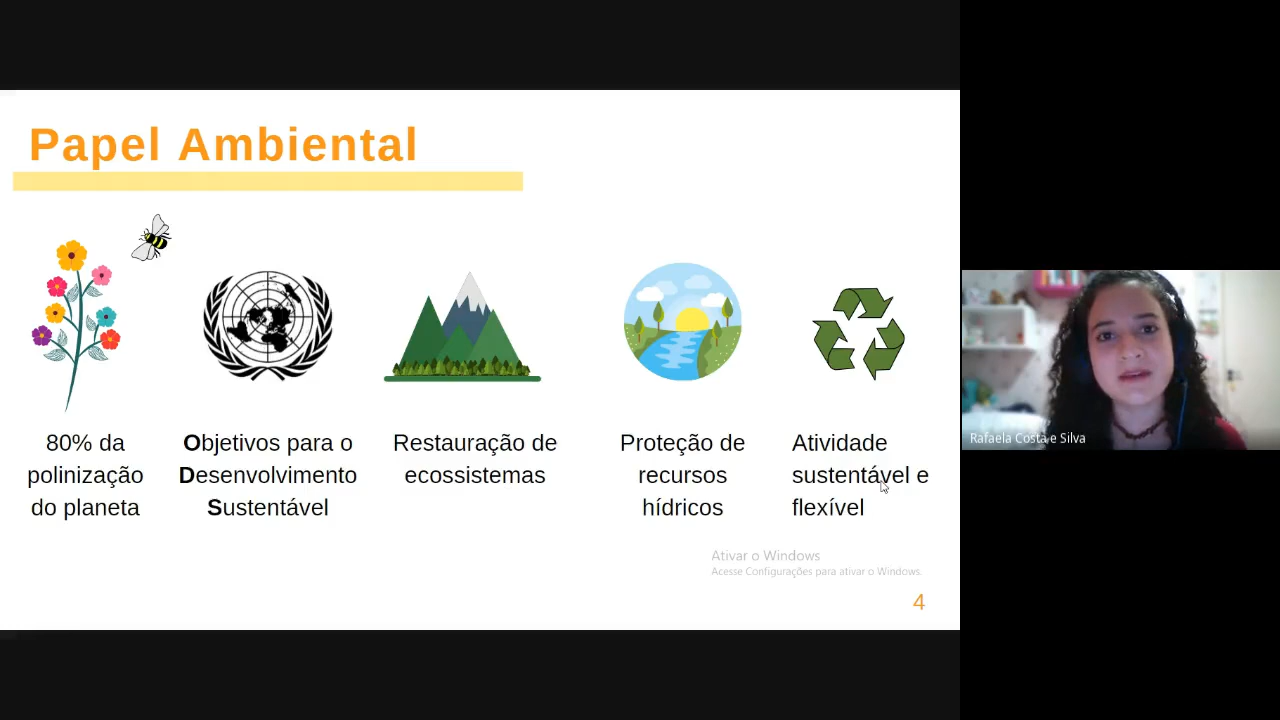 Papel Ambiental
80% da
polinização
do planeta
Objetivos para o
Desenvolvimento
Sustentável
Restauração de
ecossistemas
Proteção de
recursos
hídricos
Atividade
sustentável e
flexível
Ativar o Windows
Acesse Configurações para ativar o Windows.
4
Rafaela Costa e Silva